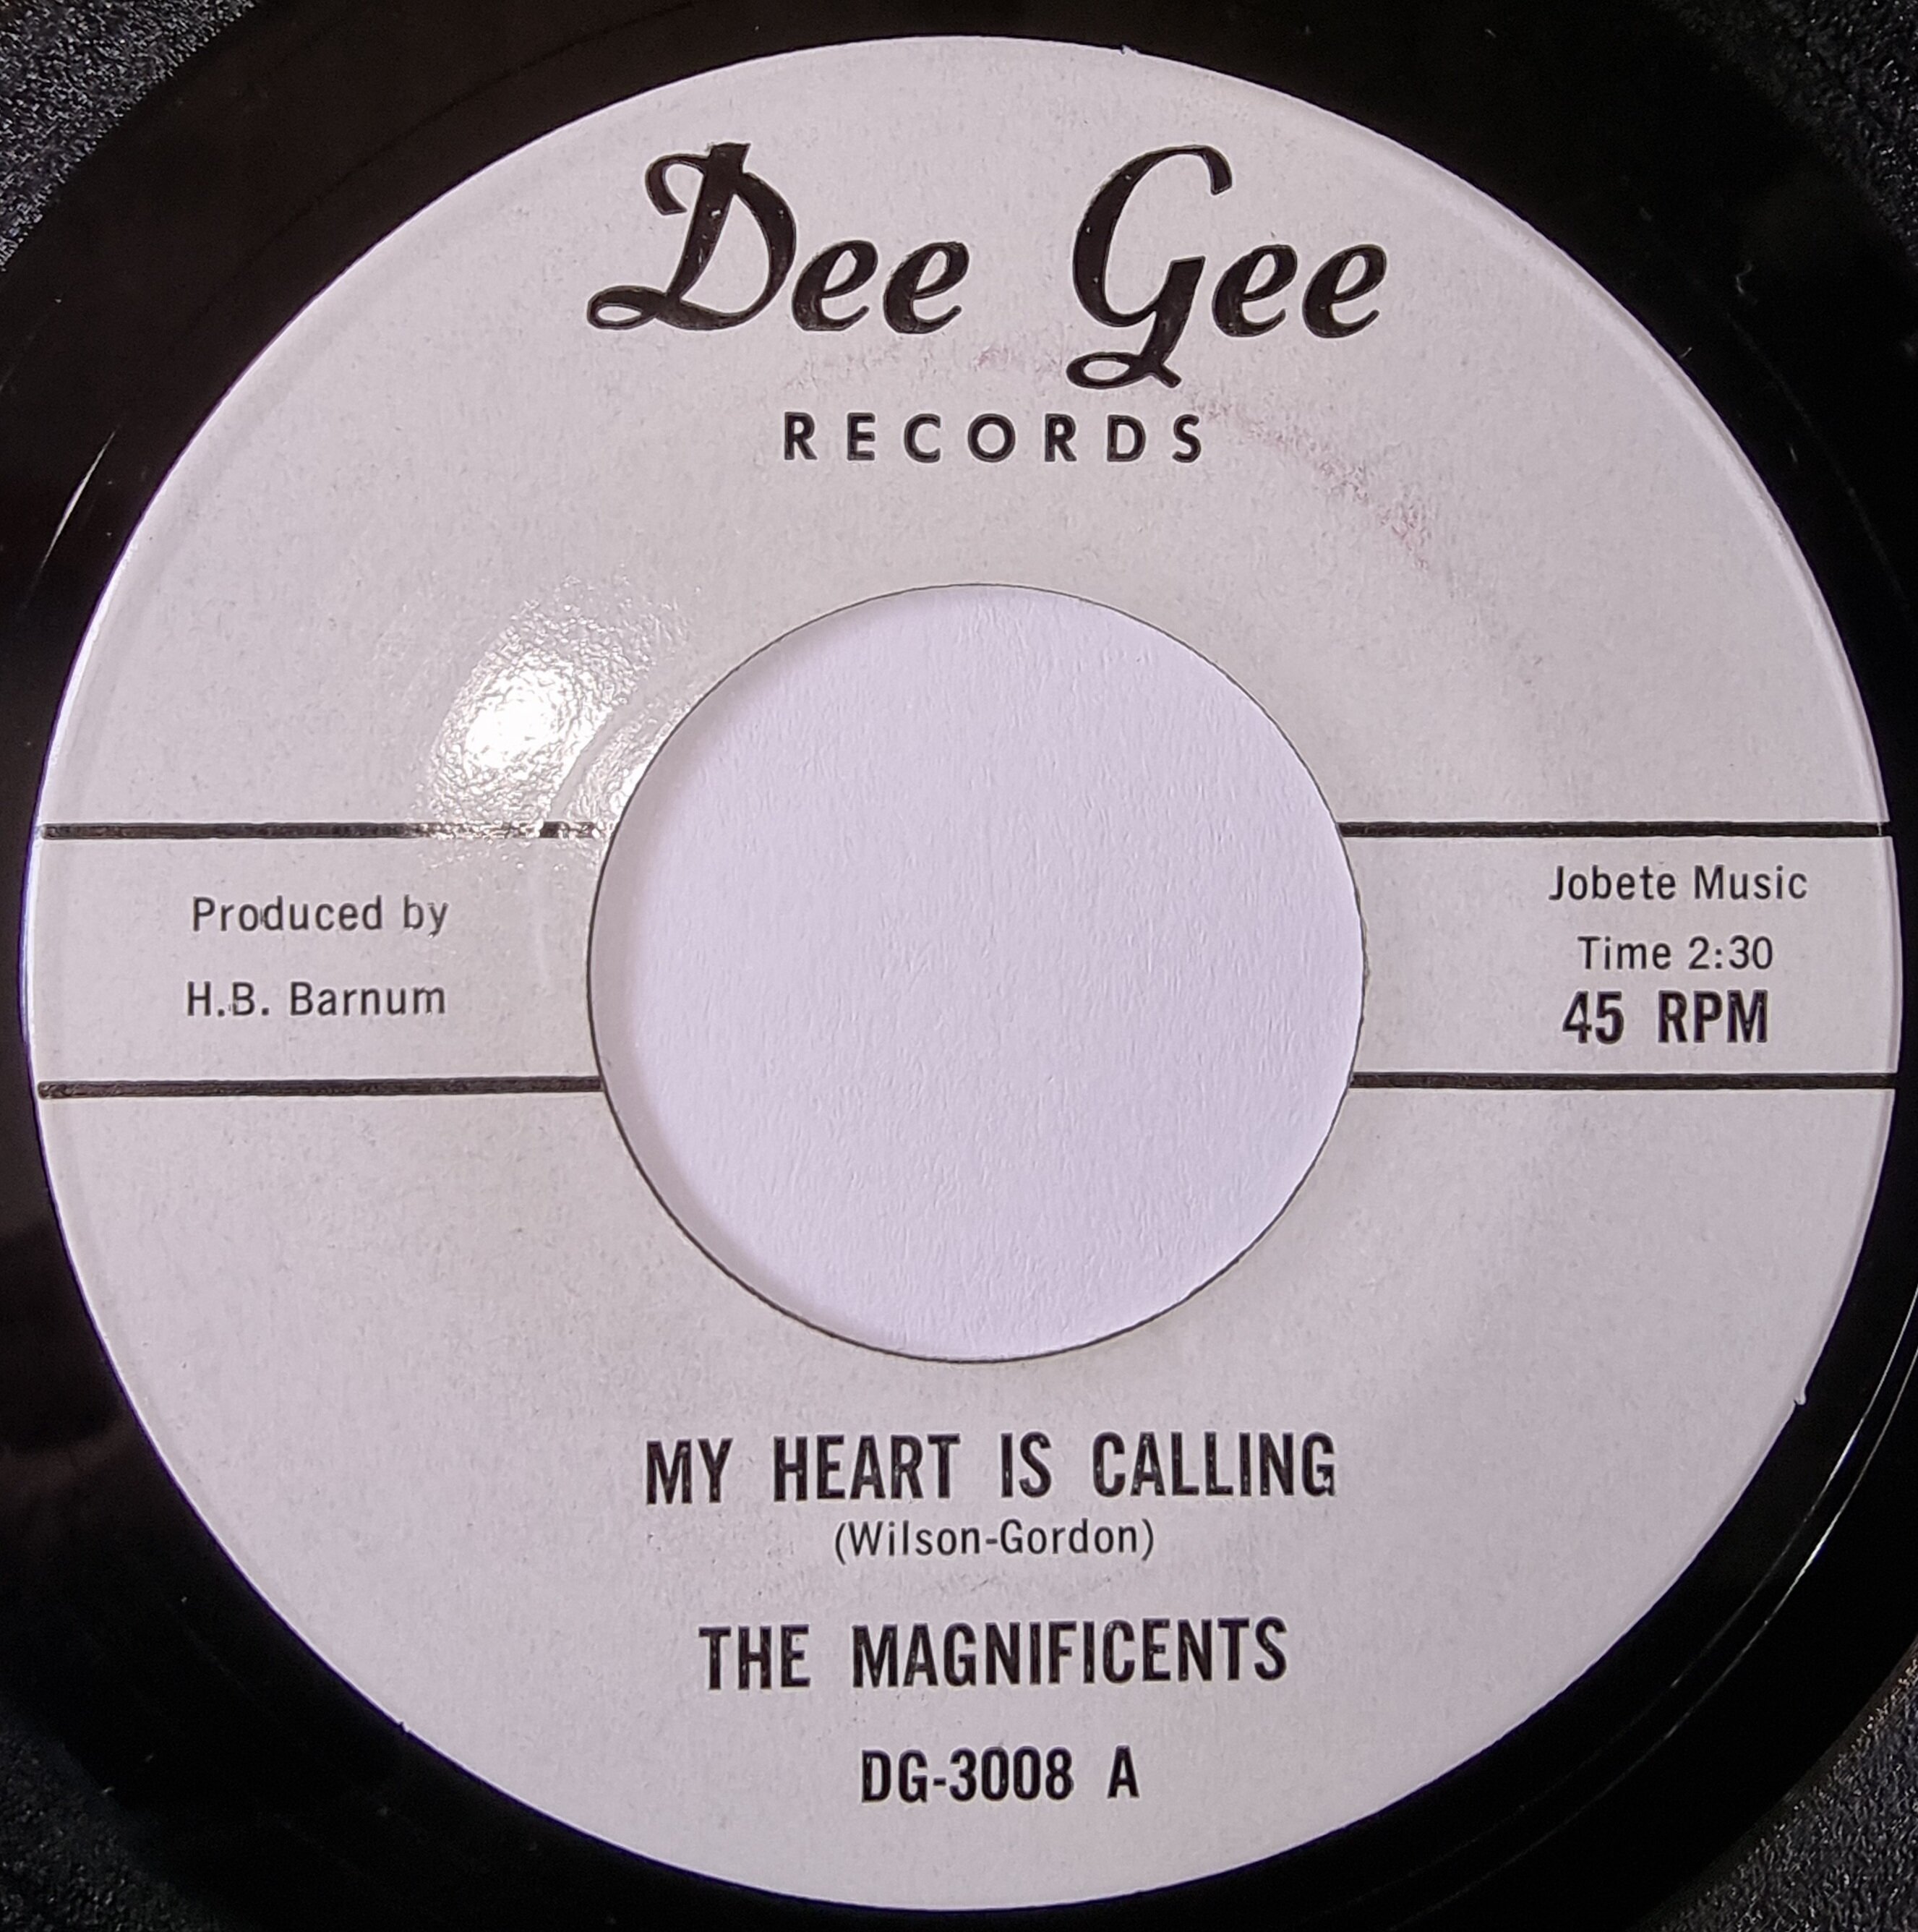 Dee Gee
RECORDS
Produced by
H.B. Barnum
Jobete Music
Time 2:30
45 RPM
MY HEART IS CALLING
(Wilson-Gordon)
THE MAGNIFICENTS
DG-3008 A